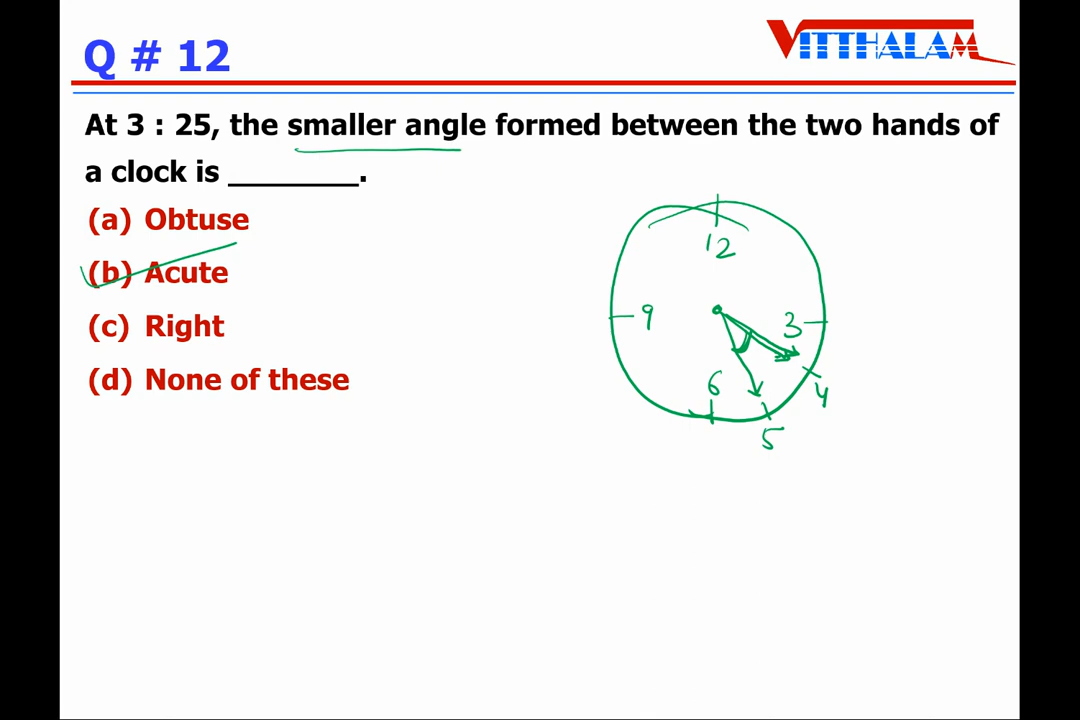 Q # 12
VITTHALAM
At 3 : 25, the smaller angle formed between the two hands of
a clock is ________.
(a) Obtuse
(b) Acute
(c) Right
(d) None of these
12
9
3
6
4
5